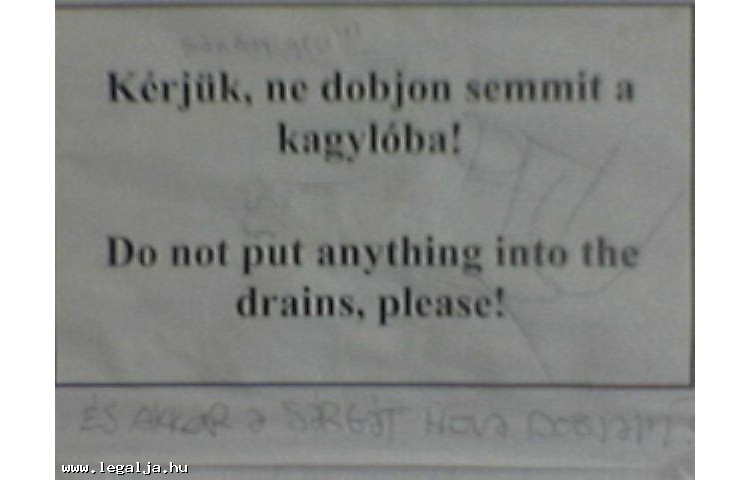 Kérjük, ne dobjon semmit a
kagylóba!
Do not put anything into the
drains, please!
ÉS AKKOR A SÁRGÁT HOVA DOBJAM?
www.legalja.hu